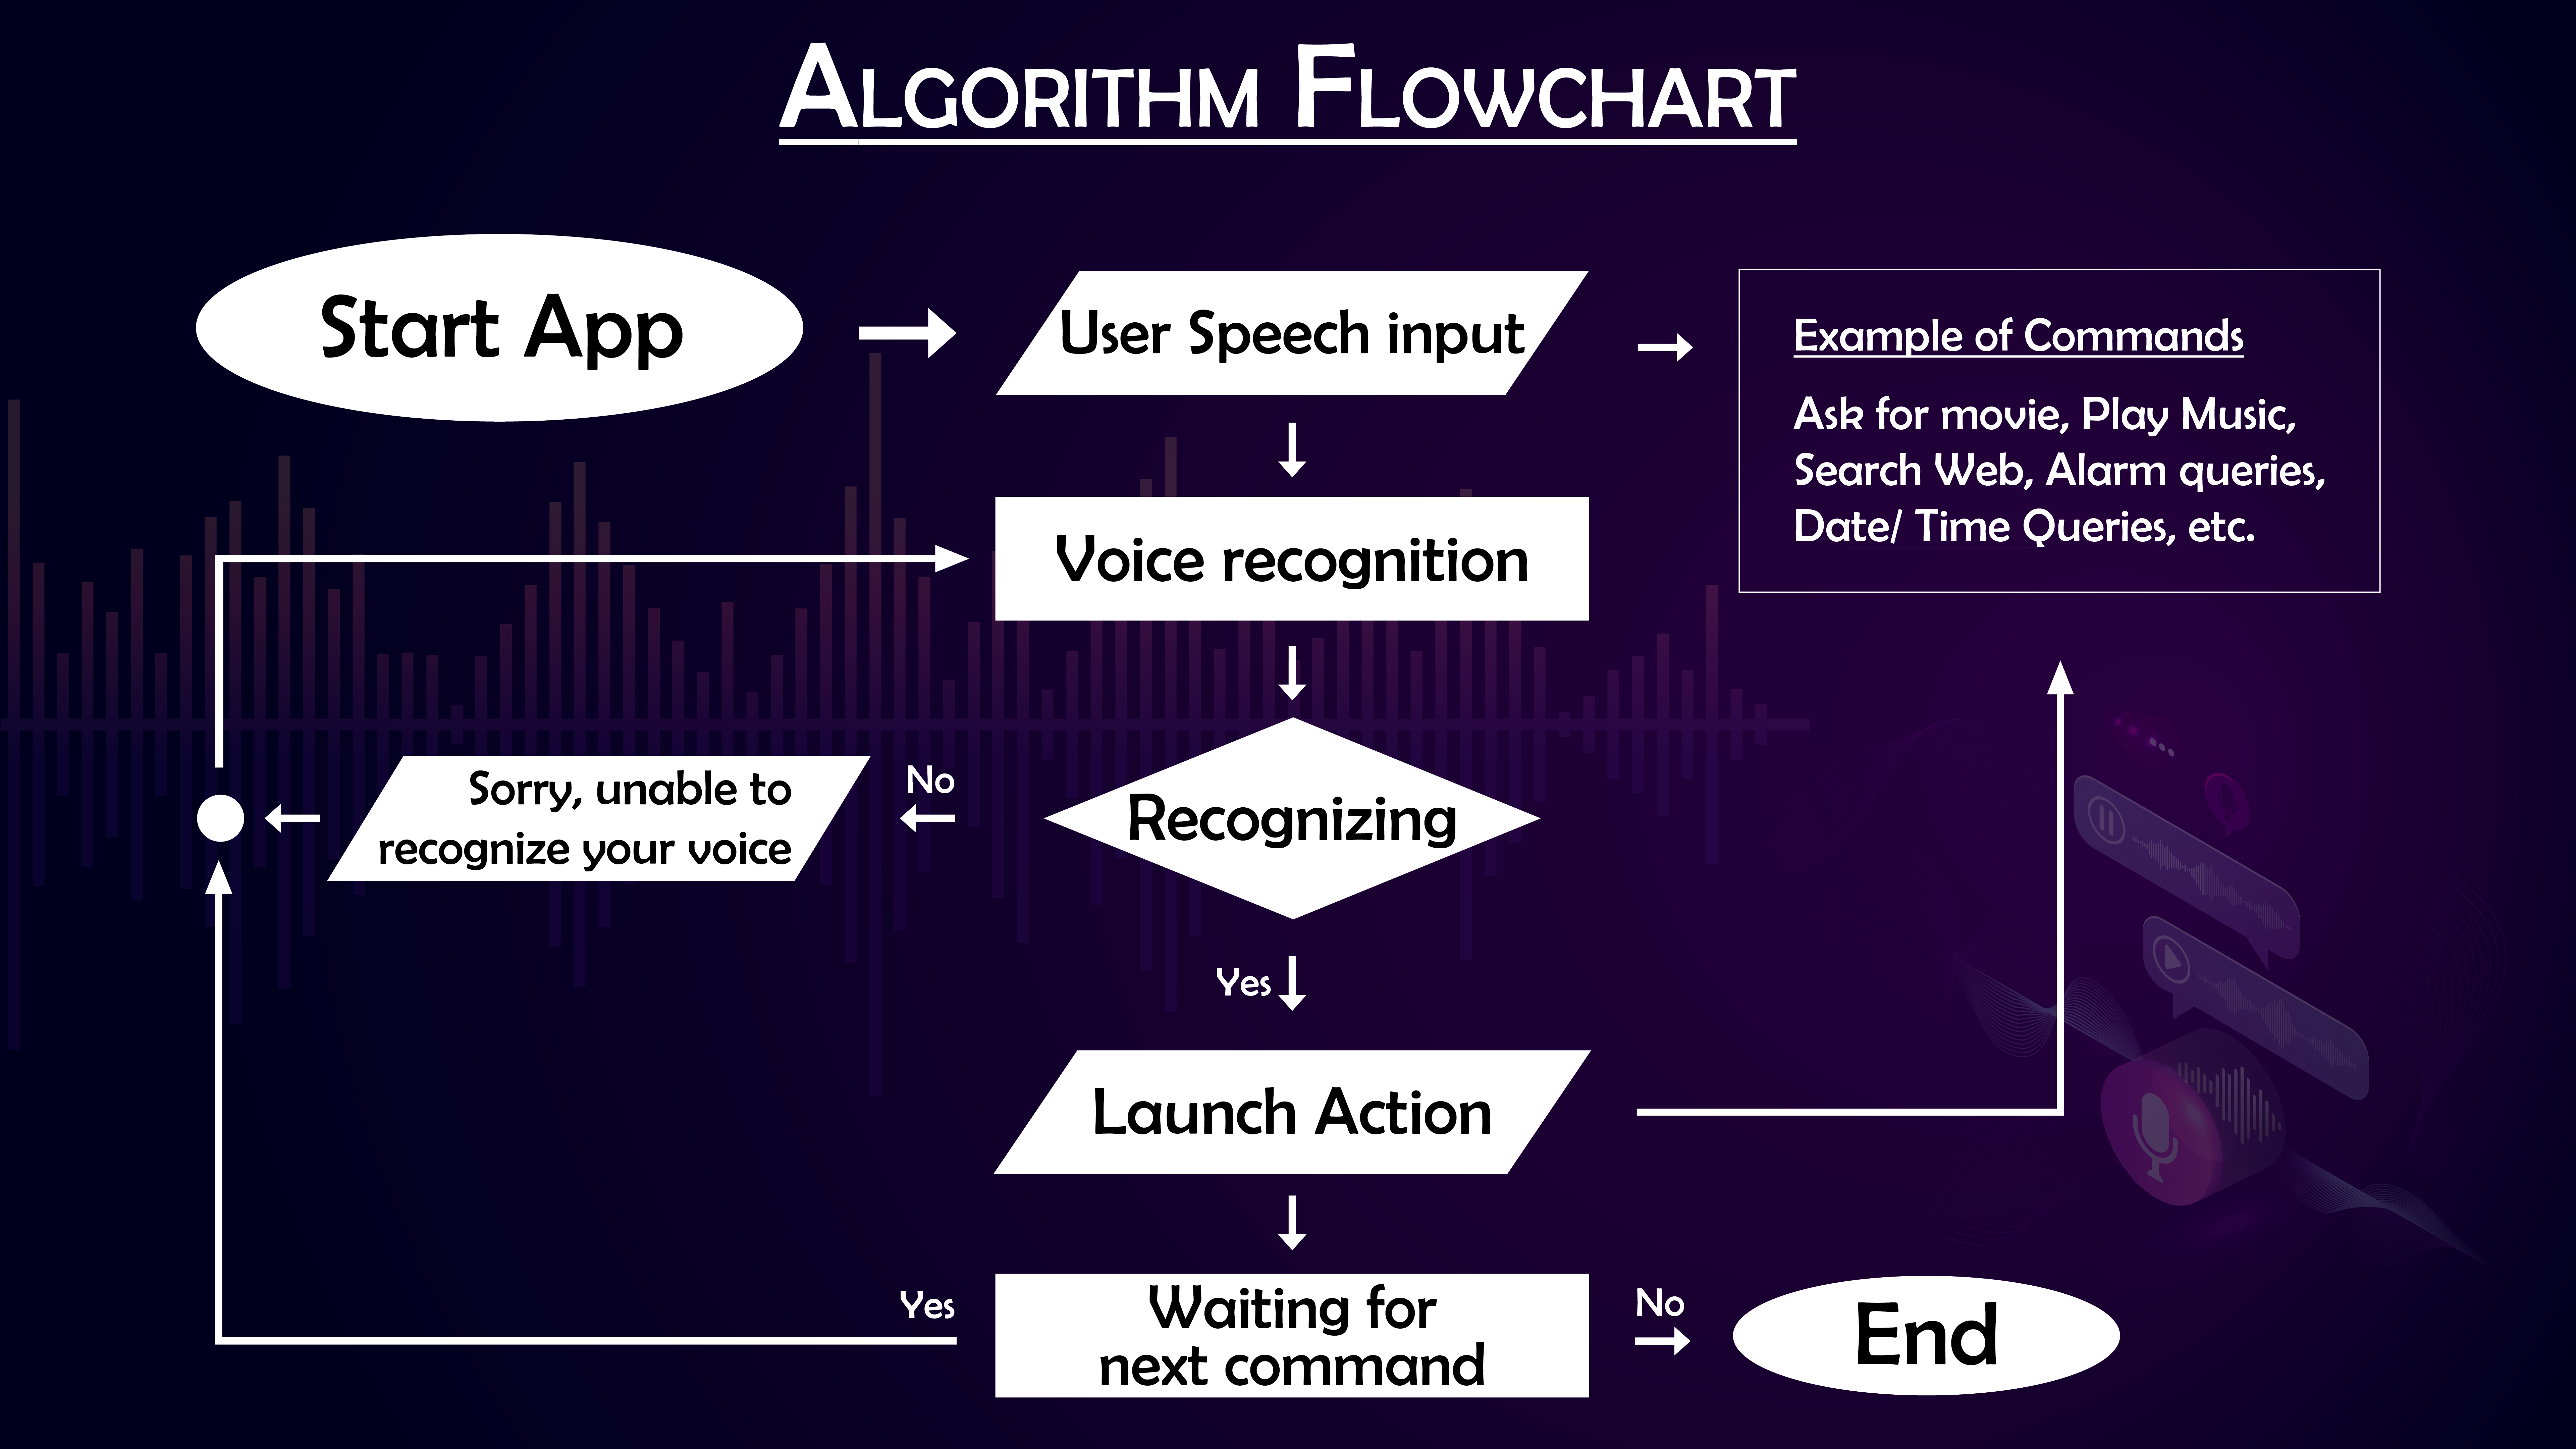 ALGORITHM FLOWCHART
Start App
User Speech input
Example of Commands
Ask for movie, Play Music,
Search Web, Alarm queries,
Date/ Time Queries, etc.
Voice recognition
Sorry, unable to
recognize your voice
No
Recognizing
Yes
Launch Action
Yes
Waiting for
next command
No
End